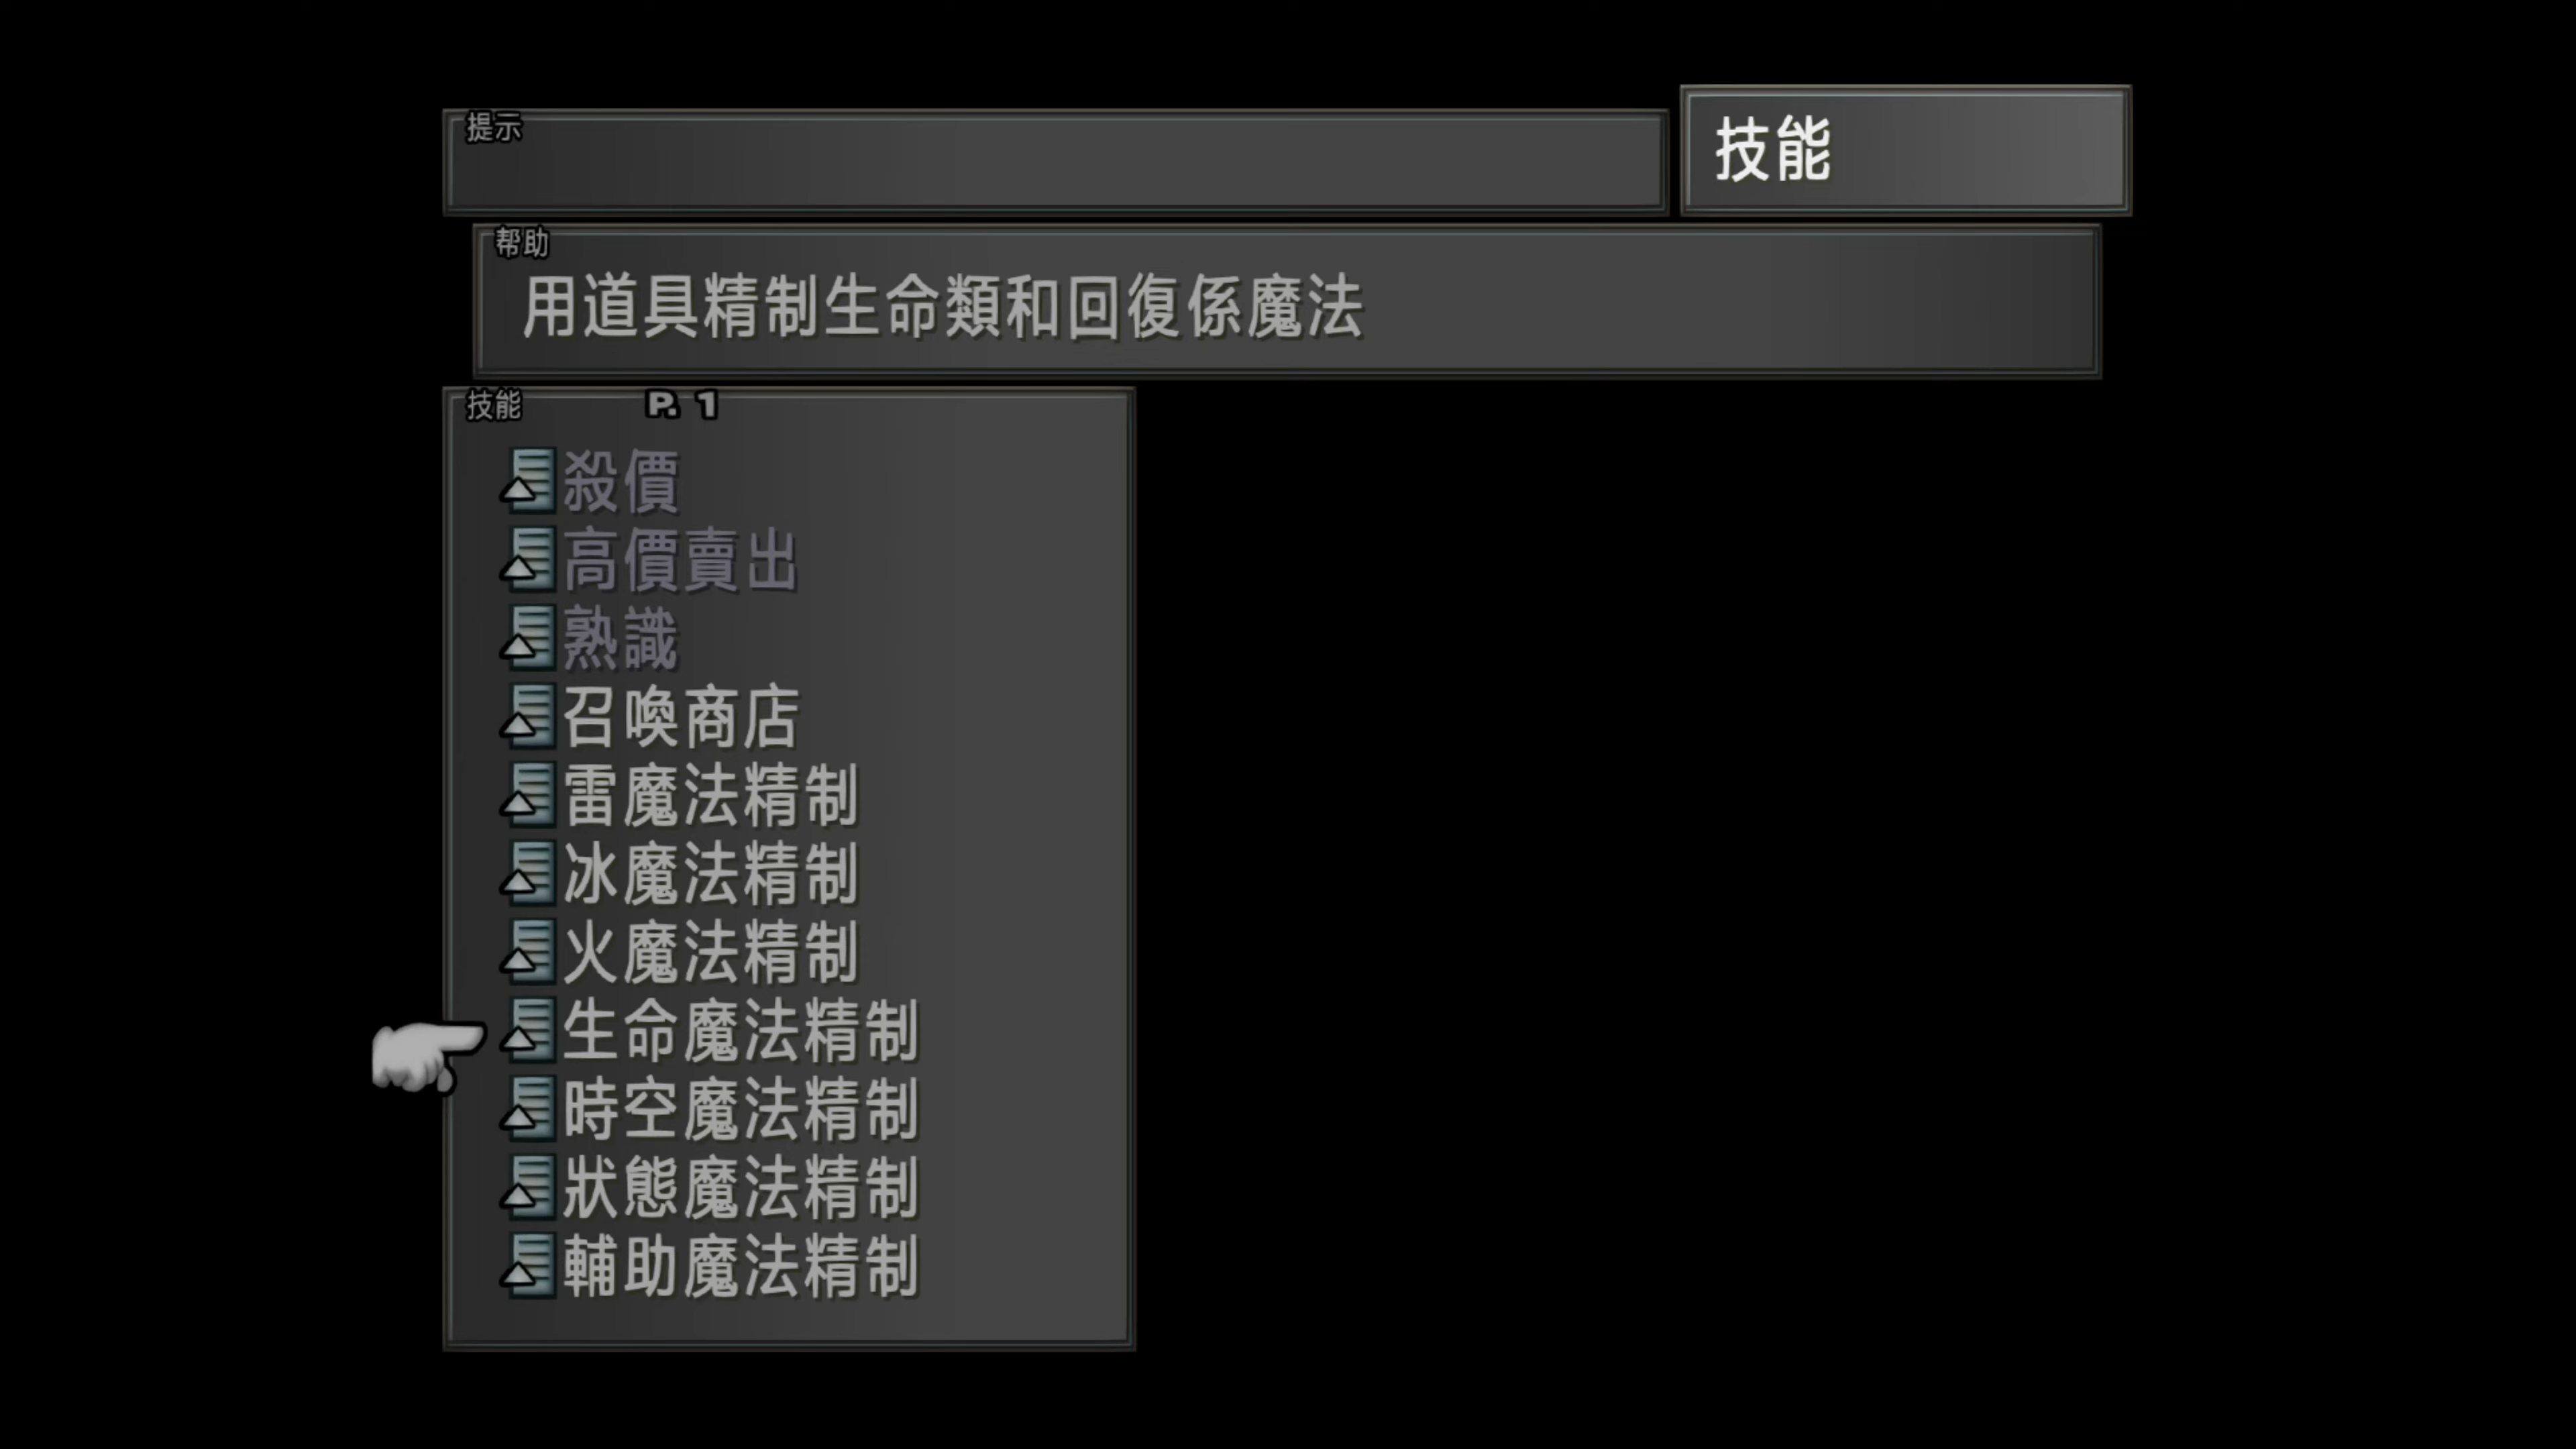 提示
技能
帮助
用道具精制生命類和回復係魔法
技能 P. 1
殺價
高價賣出
熟識
召喚商店
雷魔法精制
冰魔法精制
火魔法精制
生命魔法精制
時空魔法精制
狀態魔法精制
輔助魔法精制